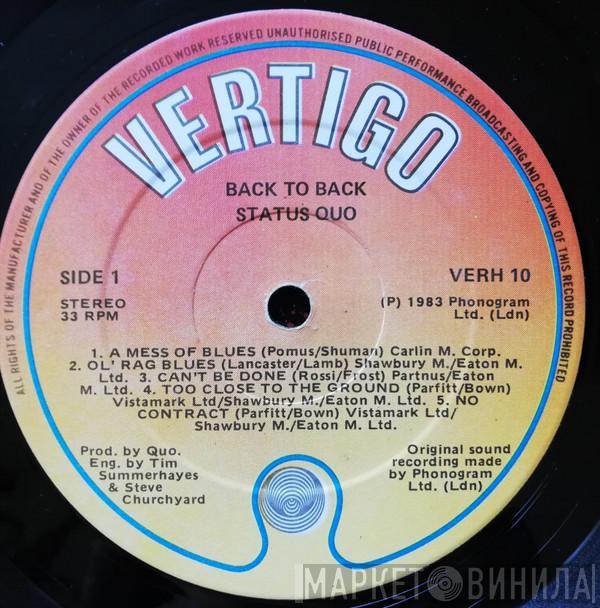 ALL RIGHTS OF THE MANUFACTURER AND OF THE OWNER OF THE RECORDED WORK RESERVED UNAUTHORISED PUBLIC PERFORMANCE BROADCASTING AND COPYING OF THIS RECORD PROHIBITED
VERTIGO
BACK TO BACK
STATUS QUO
SIDE 1
VERH 10
STEREO
33 RPM
(P) 1983 Phonogram
Ltd. (Ldn)
1. A MESS OF BLUES (Pomus/Shuman) Carlin M. Corp.
2. OL' RAG BLUES (Lancaster/Lamb) Shawbury M./Eaton M.
Ltd. 3. CAN'T BE DONE (Rossi/Frost) Partnus/Eaton
M. Ltd. 4. TOO CLOSE TO THE GROUND (Parfitt/Bown)
Vistamark Ltd/Shawbury M./Eaton M. Ltd. 5. NO
CONTRACT (Parfitt/Bown) Vistamark Ltd/
Shawbury M./Eaton M. Ltd.
Prod. by Quo.
Eng. by Tim
Summerhayes
& Steve
Churchyard
Original sound
recording made
by Phonogram
Ltd. (Ldn)
МАРКЕТ ВИНИЛА